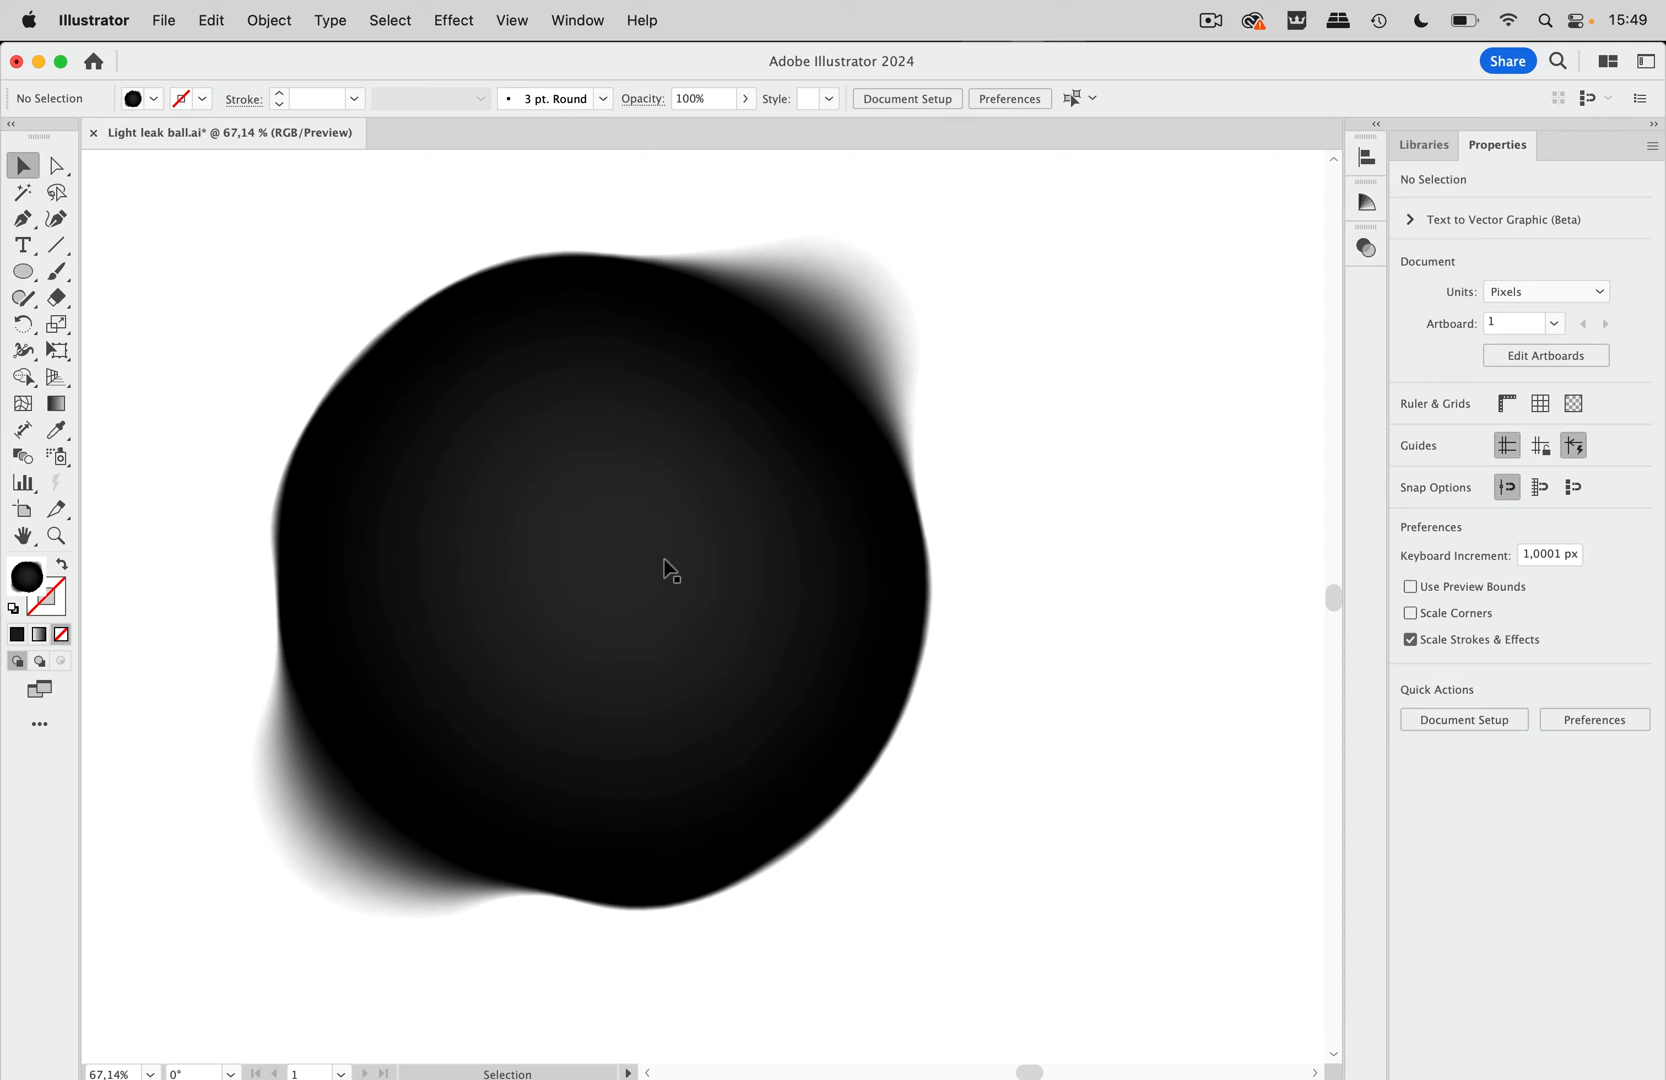 Illustrator File Edit Object Type Select Effect View Window Help 15:49
Adobe Illustrator 2024
Share
No Selection
Stroke:
3 pt. Round
Opacity: 100%
Style:
Document Setup
Preferences
Light leak ball.ai* @ 67,14 % (RGB/Preview)
Libraries
Properties
No Selection
Text to Vector Graphic (Beta)
Document
Units: Pixels
Artboard: 1
Edit Artboards
Ruler & Grids
Guides
Snap Options
Preferences
Keyboard Increment: 1,0001 px
Use Preview Bounds
Scale Corners
Scale Strokes & Effects
Quick Actions
Document Setup
Preferences
67,14% 0° 1 Selection